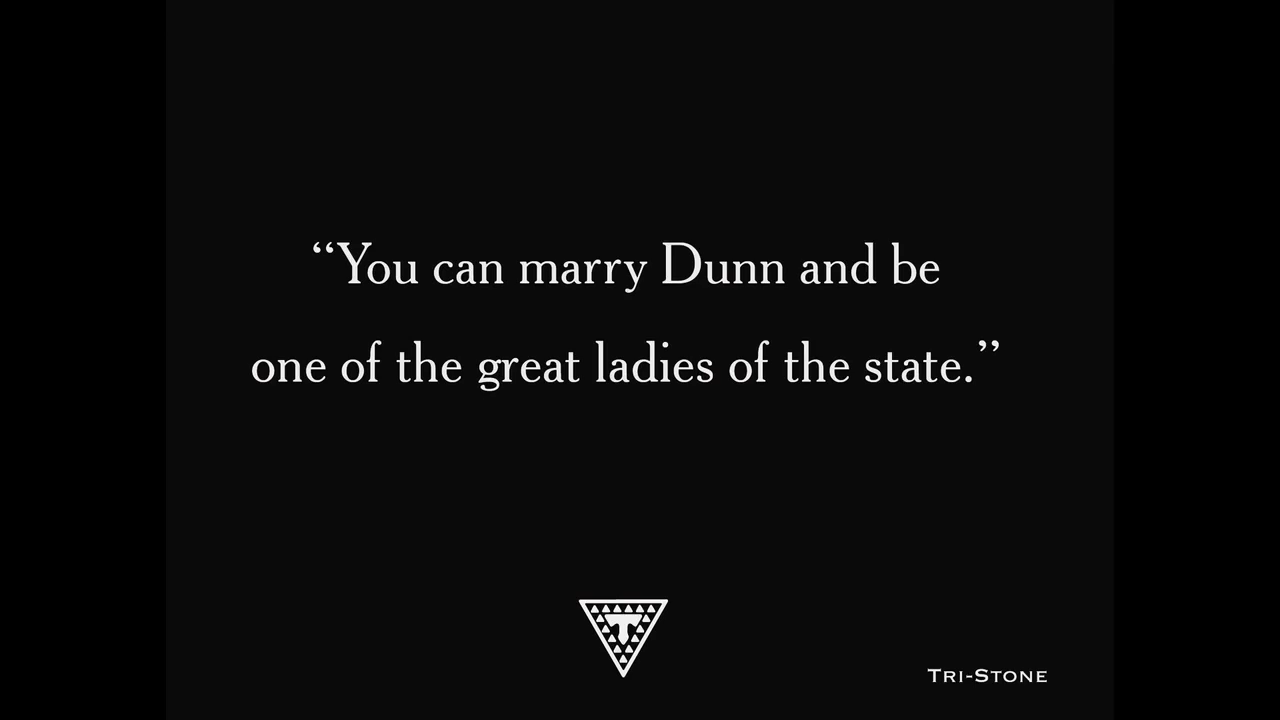 “You can marry Dunn and be
one of the great ladies of the state.”
T
Tri-Stone